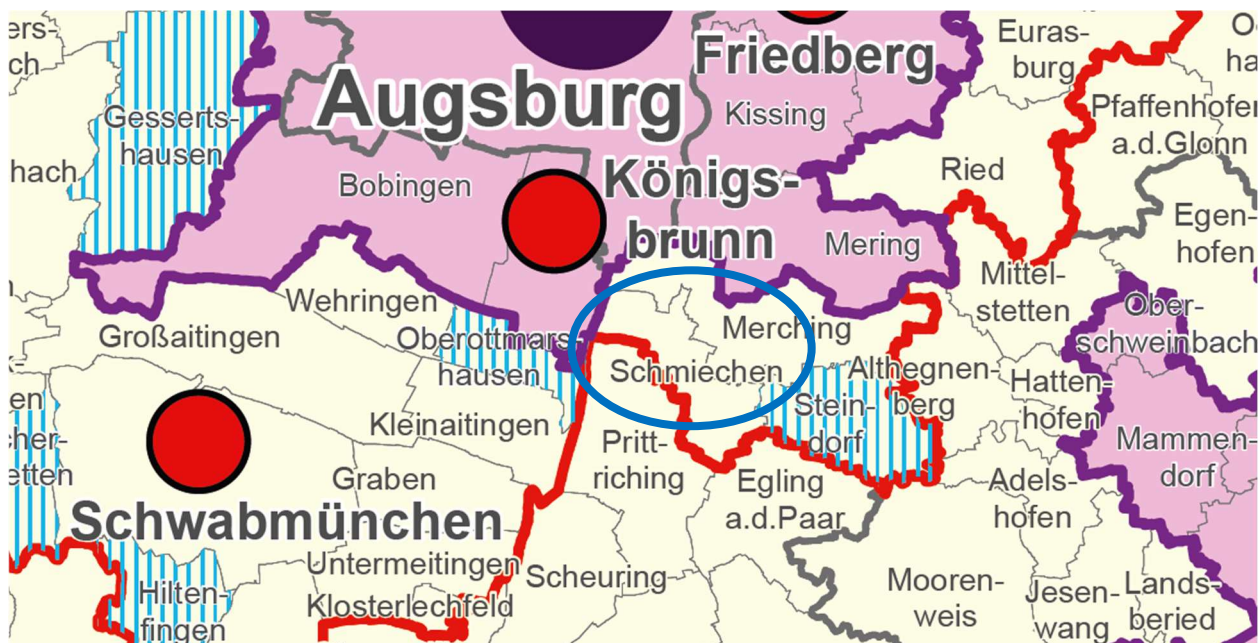 ers-
ch
Gesserts-
hausen
hach
Augsburg
Friedberg
Kissing
Euras-
burg
Pfaffenhofer
a.d.Glonn
Bobingen
Königs-
brunn
Mering
Ried
Egen-
hofen
Wehringen
Großaitingen
Oberottmars-
hausen
Merching
Schmiechen
Mittel-
stetten
Ober-
schweinbach
en
cher-
etten
Kleinaitingen
Stein-
dorf
Althegnen-
berg
Hatten-
hofen
Mammen-
dorf
Graben
Schwabmünchen
Pritt-
riching
Egling
a.d.Paar
Adels-
hofen
Untermeitingen
Klosterlechfeld
Scheuring
Hilten-
fingen
Mooren-
weis
Jesen-
wang
Lands-
beried